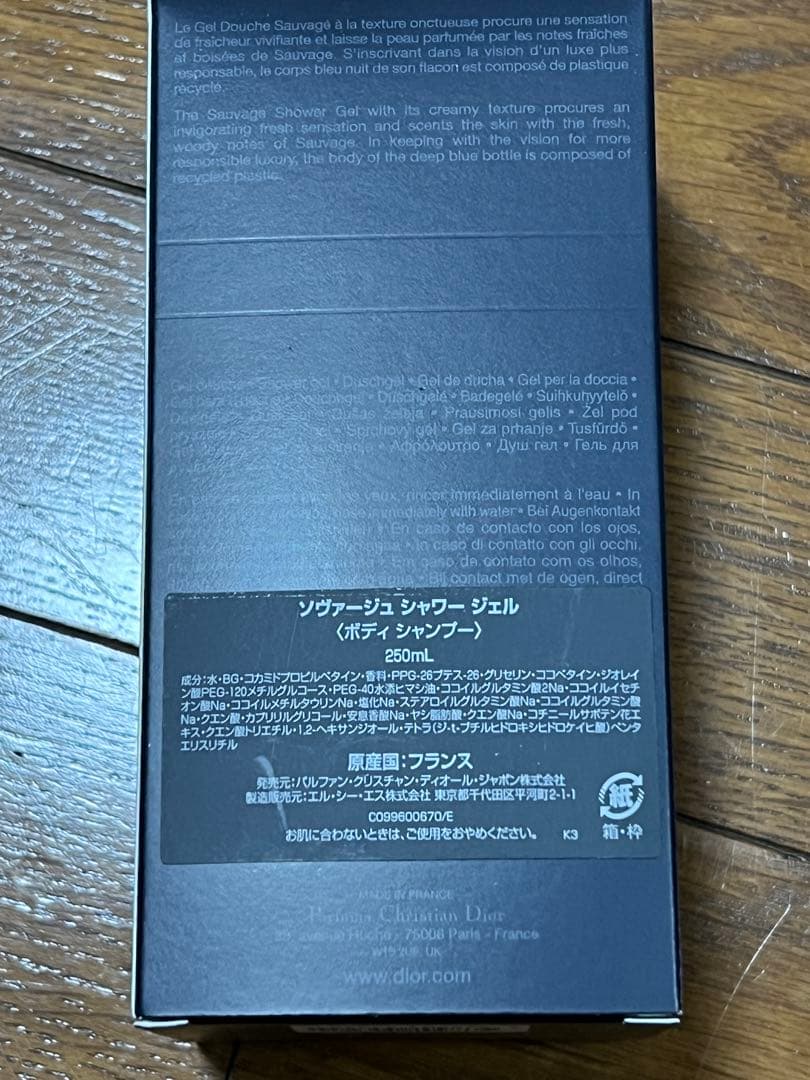 Le Gel Douche Sauvage à la texture onctueuse procure une sensation
de fraîcheur vivifiante et laisse la peau parfumée par les notes fraîches
et boisées de Sauvage. S'inscrivant dans la vision d'un luxe plus
responsable, le corps bleu nuit de son flacon est composé de plastique
recyclé.
The Sauvage Shower Gel with its creamy texture procures an
invigorating fresh sensation and scents the skin with the fresh,
woody notes of Sauvage. In keeping with the vision for more
responsible luxury, the body of the deep blue bottle is composed of
recycled plastic.
• Duschgel • Gel de ducha • Gel per la doccia •
• Duschgelé • Badegelé • Suihkuhyytelö •
Dušas želeja • Prausimosi gelis • Żel pod
Sprchový gel • Gel za prhanje • Tusfürdő •
Αφρόλουτρο • Душ гел • Гель для
yeux, rincer immédiatement à l'eau • In
immediately with water • Bei Augenkontakt
• En caso de contacto con los ojos,
• In caso di contatto con gli occhi,
em caso de contato com os olhos,
• Bij contact met de ogen, direct
ソヴァージュ シャワー ジェル
〈ボディ シャンプー〉
250mL
成分：水・BG・コカミドプロピルベタイン・香料・PPG-26ブテス-26・グリセリン・ココベタイン・ジオレイ
ン酸PEG-120メチルグルコース・PEG-40水添ヒマシ油・ココイルグルタミン酸2Na・ココイルイセチ
オン酸Na・ココイルメチルタウリンNa・塩化Na・ステアロイルグルタミン酸Na・ココイルグルタミン酸
Na・クエン酸・カプリリルグリコール・安息香酸Na・ヤシ脂肪酸・クエン酸Na・コチニールサボテン花エ
キス・クエン酸トリエチル・1,2-ヘキサンジオール・テトラ(ジ-t-ブチルヒドロキシヒドロケイヒ酸)ペンタ
エリスリチル
原産国：フランス
発売元：パルファン・クリスチャン・ディオール・ジャポン株式会社
製造販売元：エル・シー・エス株式会社 東京都千代田区平河町2-1-1
C099600670/E
お肌に合わないときは、ご使用をおやめください。
K3
紙
箱・枠
MADE IN FRANCE
Parfums Christian Dior
avenue Hoche - 75008 Paris - France
W1S 2JF, UK
www.dior.com